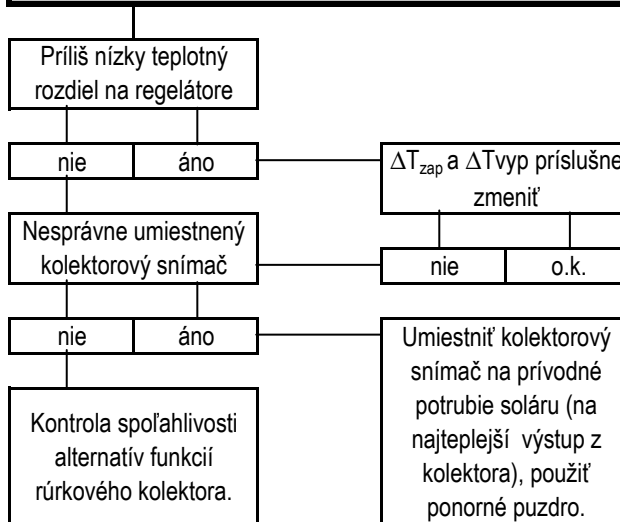 Príliš nízky teplotný
rozdiel na regelátore
nie áno
ΔTzap a ΔTvyp príslušne
zmeniť
nie o.k.
Nesprávne umiestnený
kolektorový snímač
nie áno
Umiestniť kolektorový
snímač na prívodné
potrubie soláru (na
najteplejší výstup z
kolektora), použiť
ponorné puzdro.
Kontrola spoľahlivosti
alternatív funkcií
rúrkového kolektora.